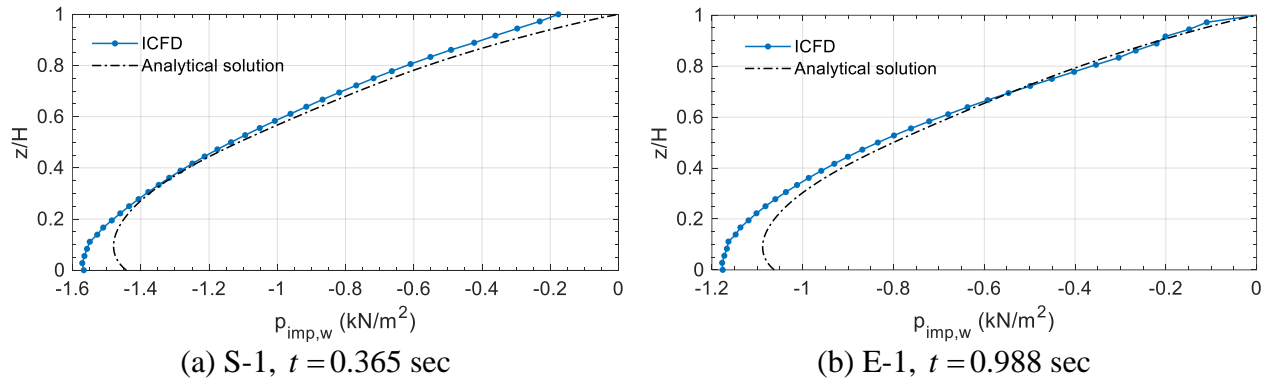 1
0.8
0.6
0.4
0.2
0
z/H
ICFD
Analytical solution
-1.6 -1.4 -1.2 -1 -0.8 -0.6 -0.4 -0.2 0
p_imp,w (kN/m²)
(a) S-1, t = 0.365 sec
1
0.8
0.6
0.4
0.2
0
z/H
ICFD
Analytical solution
-1.2 -1 -0.8 -0.6 -0.4 -0.2 0
p_imp,w (kN/m²)
(b) E-1, t = 0.988 sec